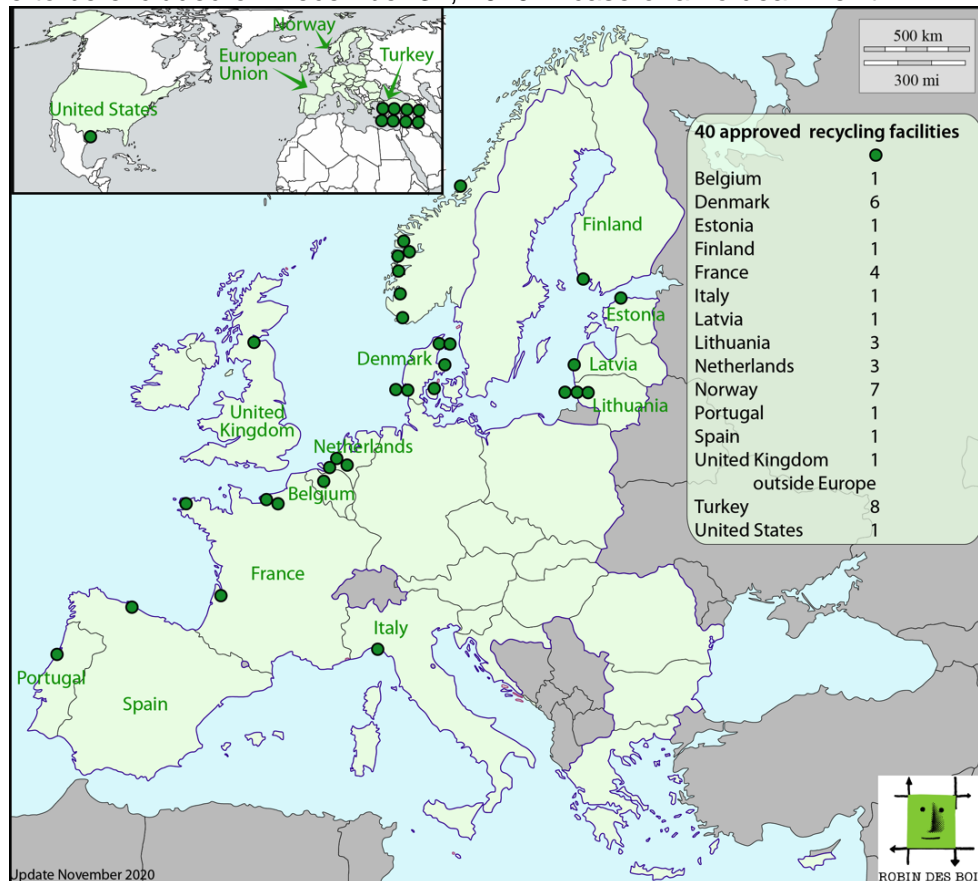 Norway
European
Union
Turkey
United States
500 km
300 mi
40 approved recycling facilities
Belgium 1
Denmark 6
Estonia 1
Finland 1
France 4
Italy 1
Latvia 1
Lithuania 3
Netherlands 3
Norway 7
Portugal 1
Spain 1
United Kingdom 1
outside Europe
Turkey 8
United States 1
Finland
Estonia
Denmark
Latvia
Lithuania
United
Kingdom
Netherlands
Belgium
France
Italy
Portugal
Spain
Update November 2020
ROBIN DES BOI